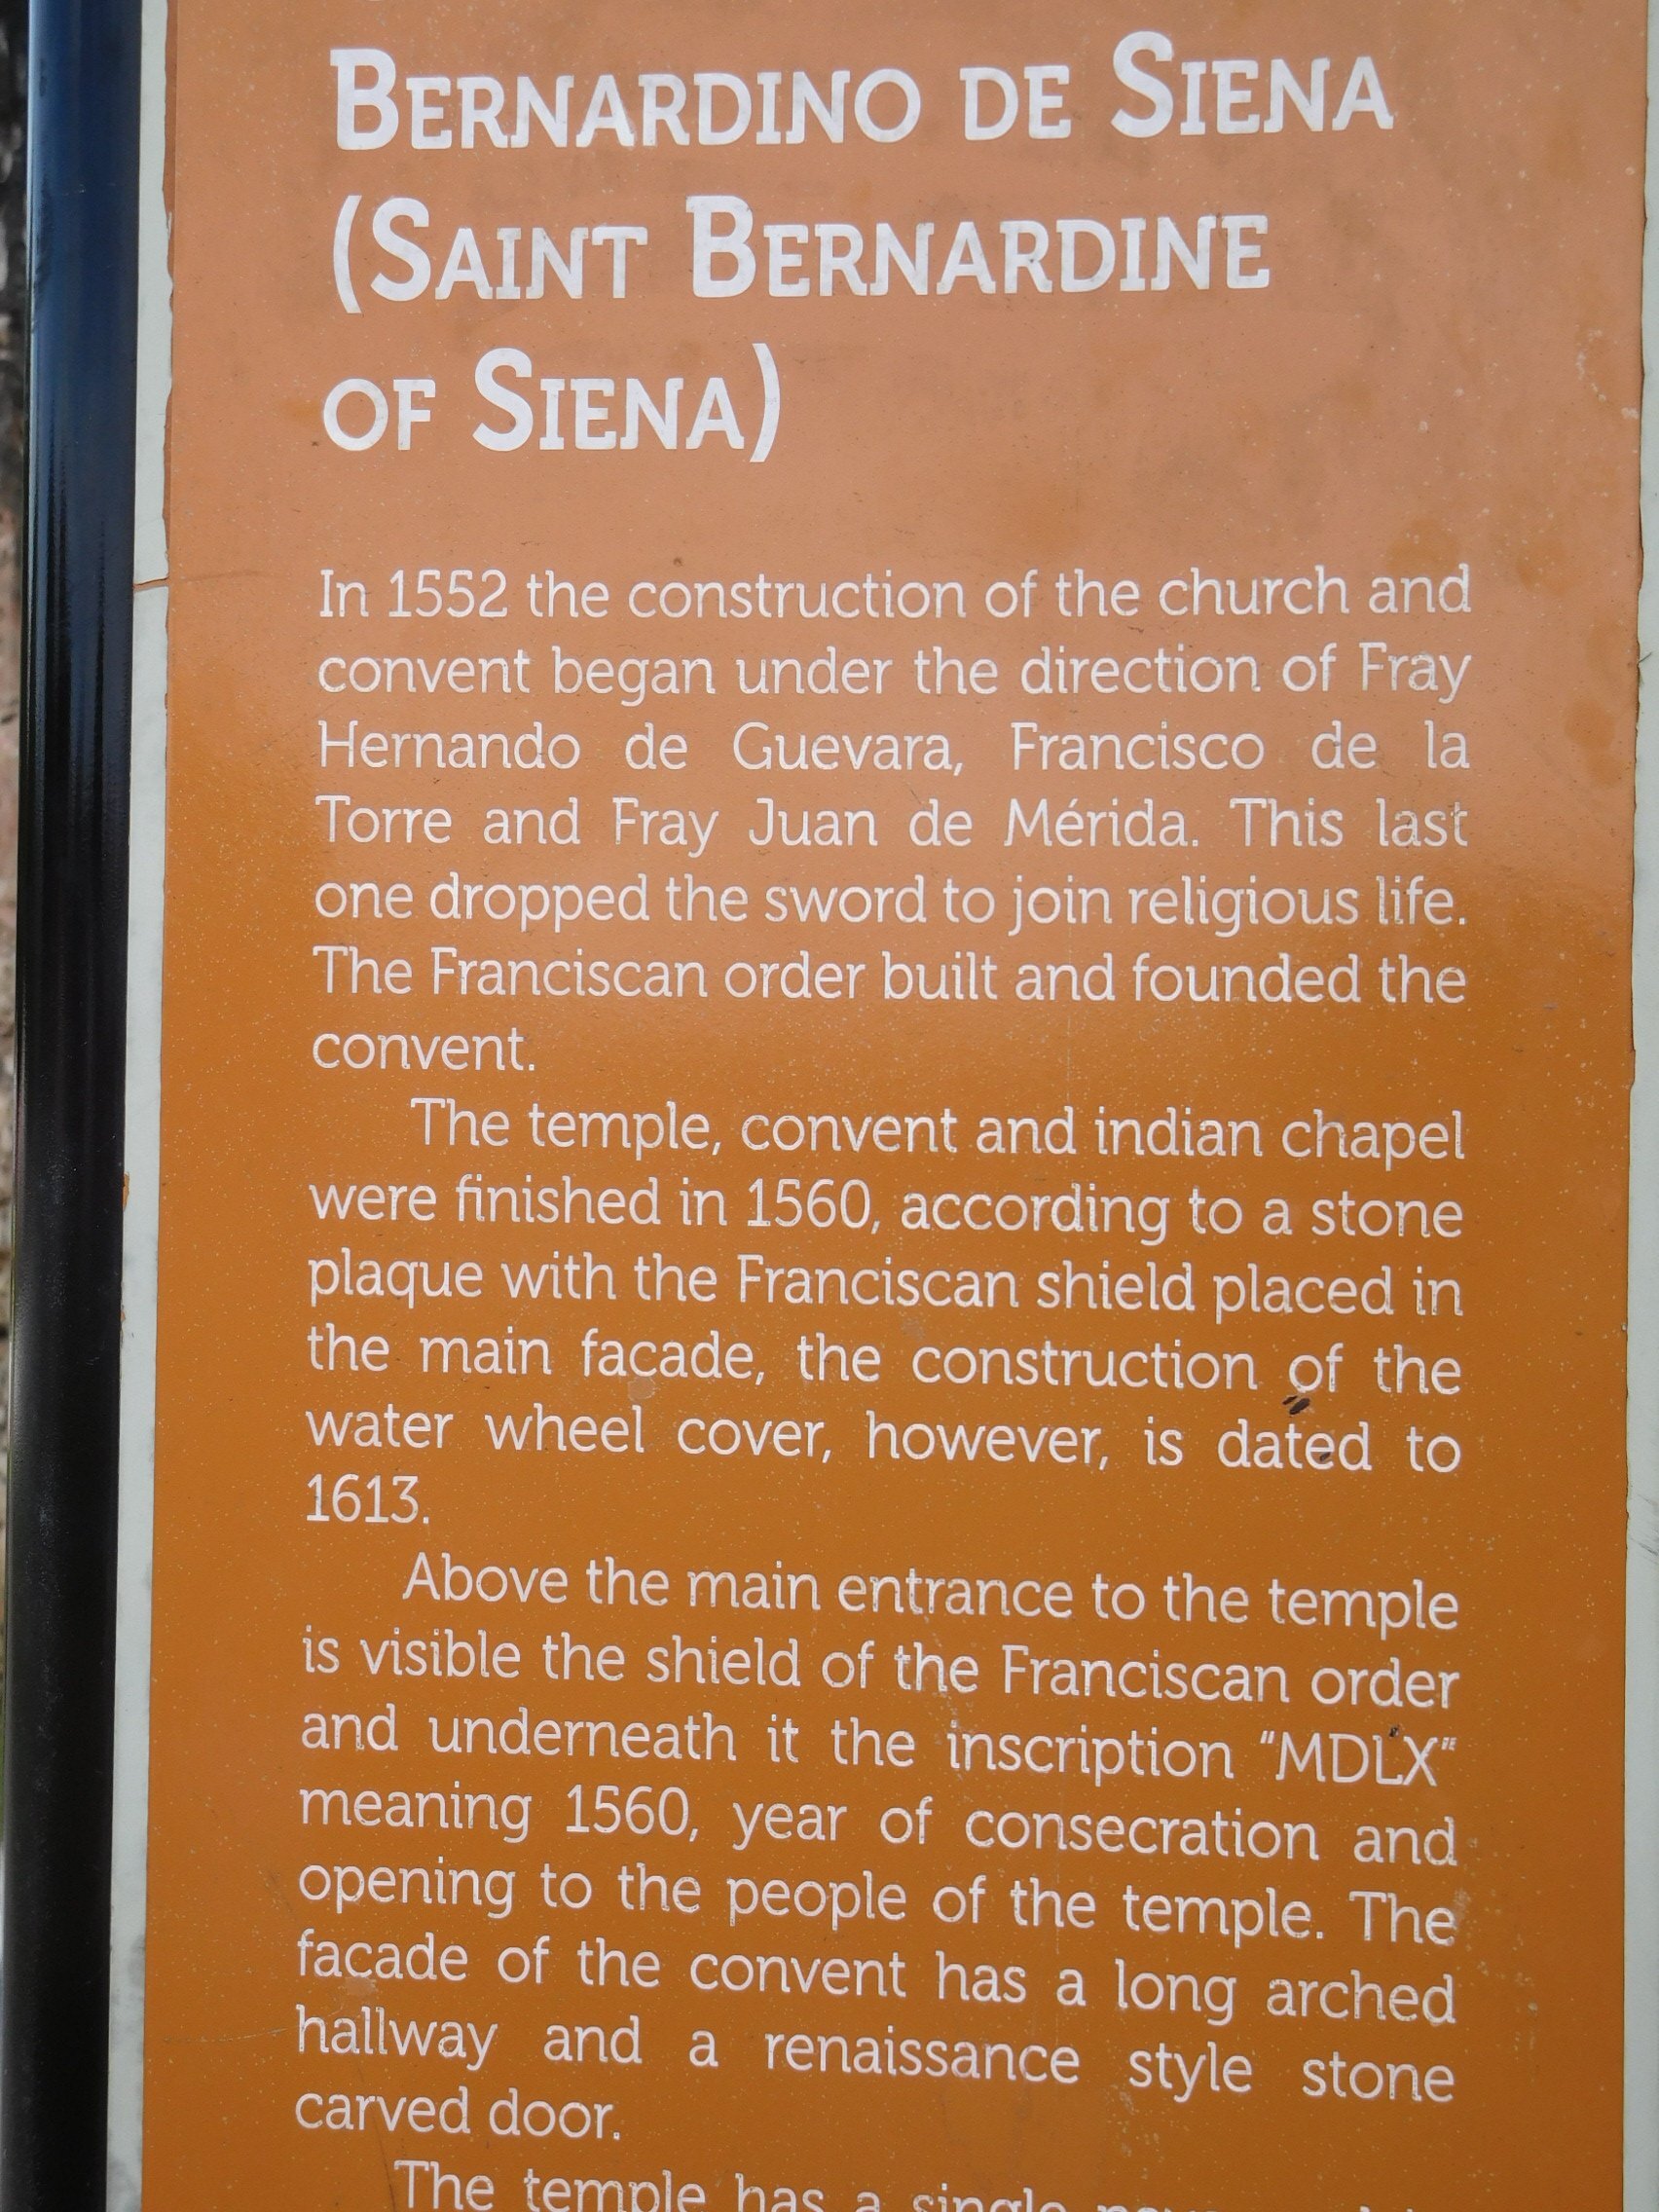 BERNARDINO DE SIENA
(SAINT BERNARDINE
OF SIENA)
In 1552 the construction of the church and
convent began under the direction of Fray
Hernando de Guevara, Francisco de la
Torre and Fray Juan de Mérida. This last
one dropped the sword to join religious life.
The Franciscan order built and founded the
convent.
The temple, convent and indian chapel
were finished in 1560, according to a stone
plaque with the Franciscan shield placed in
the main facade, the construction of the
water wheel cover, however, is dated to
1613.
Above the main entrance to the temple
is visible the shield of the Franciscan order
and underneath it the inscription “MDLX”
meaning 1560, year of consecration and
opening to the people of the temple. The
facade of the convent has a long arched
hallway and a renaissance style stone
carved door.
The temple has a single